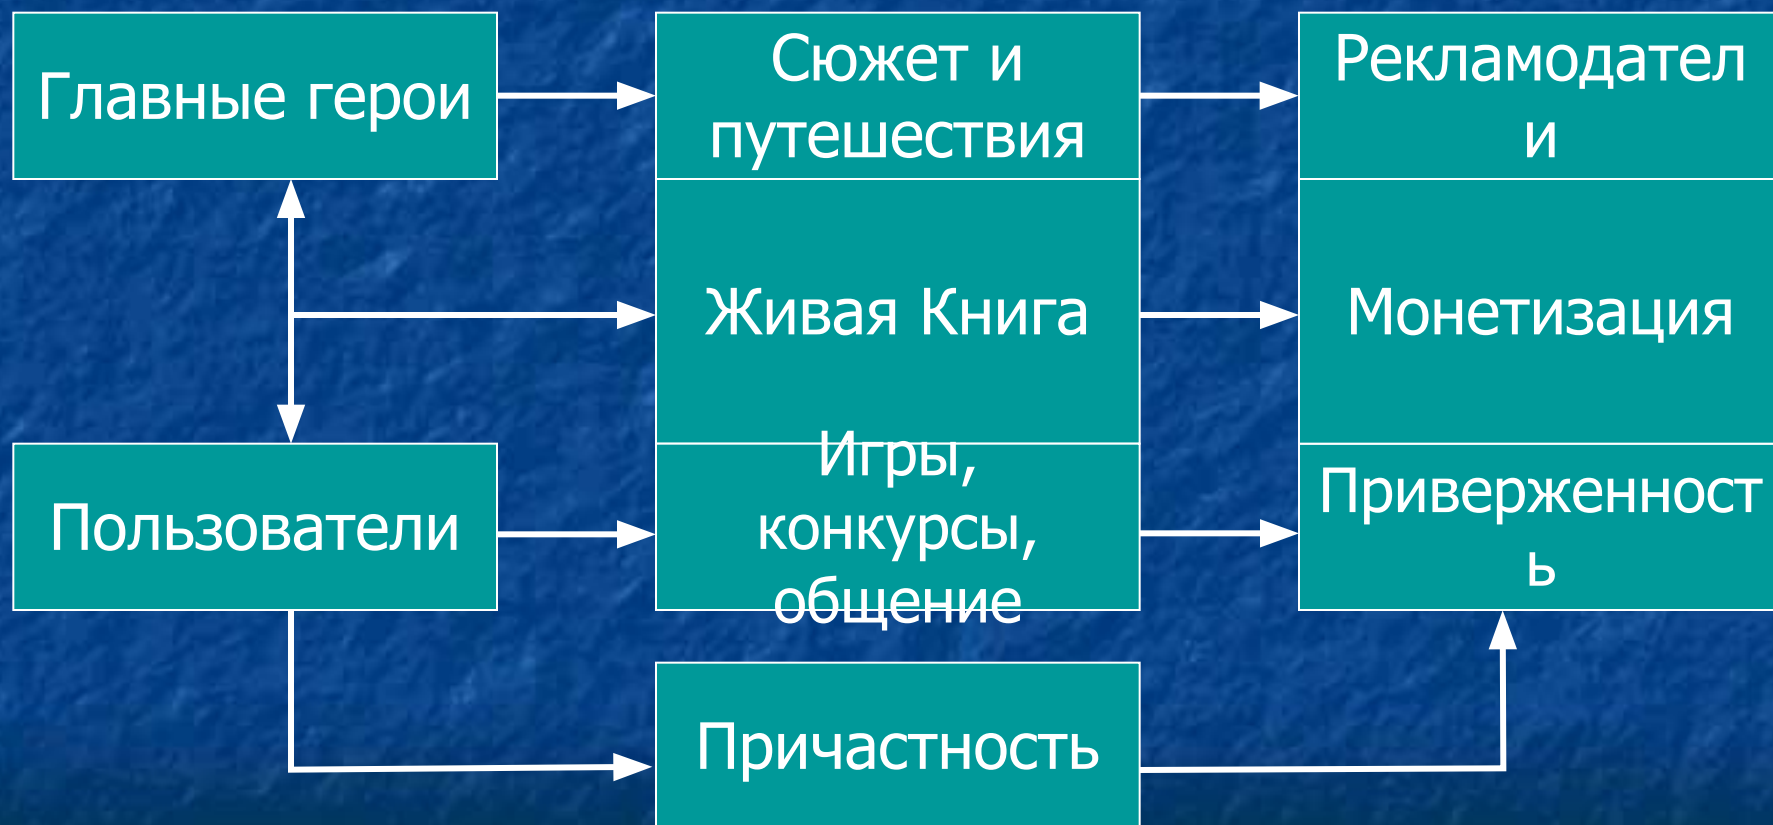 Главные герои
Сюжет и
путешествия
Рекламодател
и
Живая Книга
Монетизация
Пользователи
Игры,
конкурсы,
общение
Приверженност
ь
Причастность